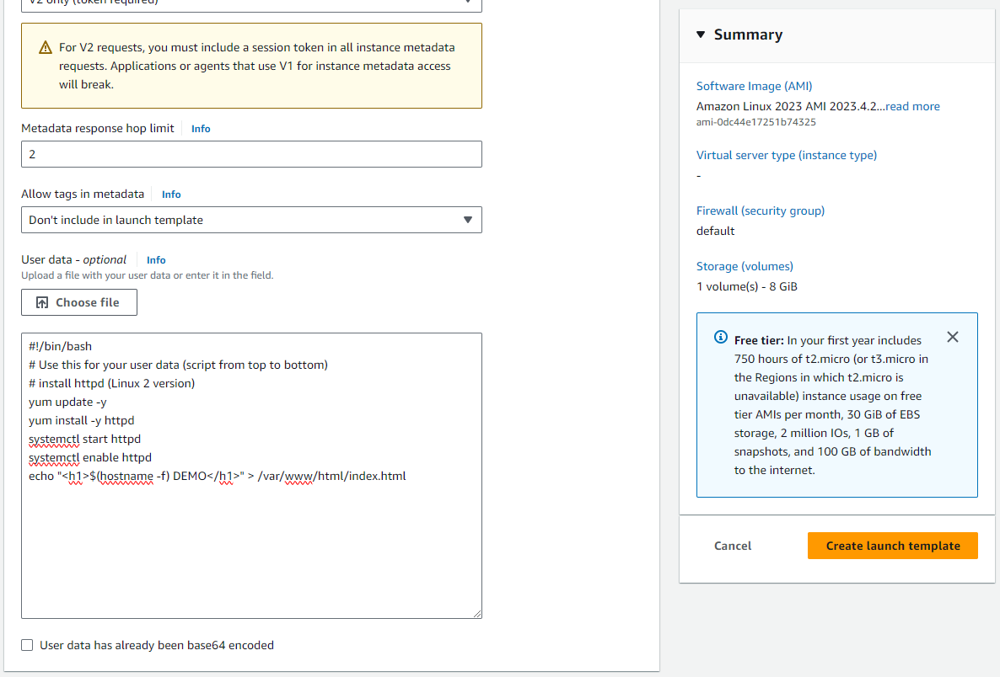 V2 only (token required)
For V2 requests, you must include a session token in all instance metadata
requests. Applications or agents that use V1 for instance metadata access
will break.
Metadata response hop limit Info
2
Allow tags in metadata Info
Don't include in launch template
User data - optional Info
Upload a file with your user data or enter it in the field.
Choose file
#!/bin/bash
# Use this for your user data (script from top to bottom)
# install httpd (Linux 2 version)
yum update -y
yum install -y httpd
systemctl start httpd
systemctl enable httpd
echo "<h1>$(hostname -f) DEMO</h1>" > /var/www/html/index.html
User data has already been base64 encoded
Summary
Software Image (AMI)
Amazon Linux 2023 AMI 2023.4.2...read more
ami-0dc44e17251b74325
Virtual server type (instance type)
-
Firewall (security group)
default
Storage (volumes)
1 volume(s) - 8 GiB
Free tier: In your first year includes
750 hours of t2.micro (or t3.micro in
the Regions in which t2.micro is
unavailable) instance usage on free
tier AMIs per month, 30 GiB of EBS
storage, 2 million IOs, 1 GB of
snapshots, and 100 GB of bandwidth
to the internet.
Cancel
Create launch template